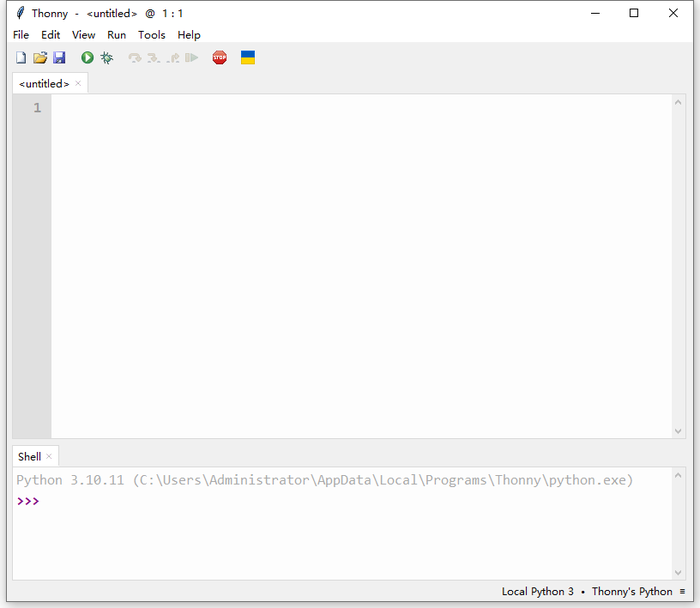 Thonny - <untitled> @ 1 : 1
File Edit View Run Tools Help
STOP
<untitled> ×
1
Shell ×
Python 3.10.11 (C:\Users\Administrator\AppData\Local\Programs\Thonny\python.exe)
>>>
Local Python 3 • Thonny's Python ≡